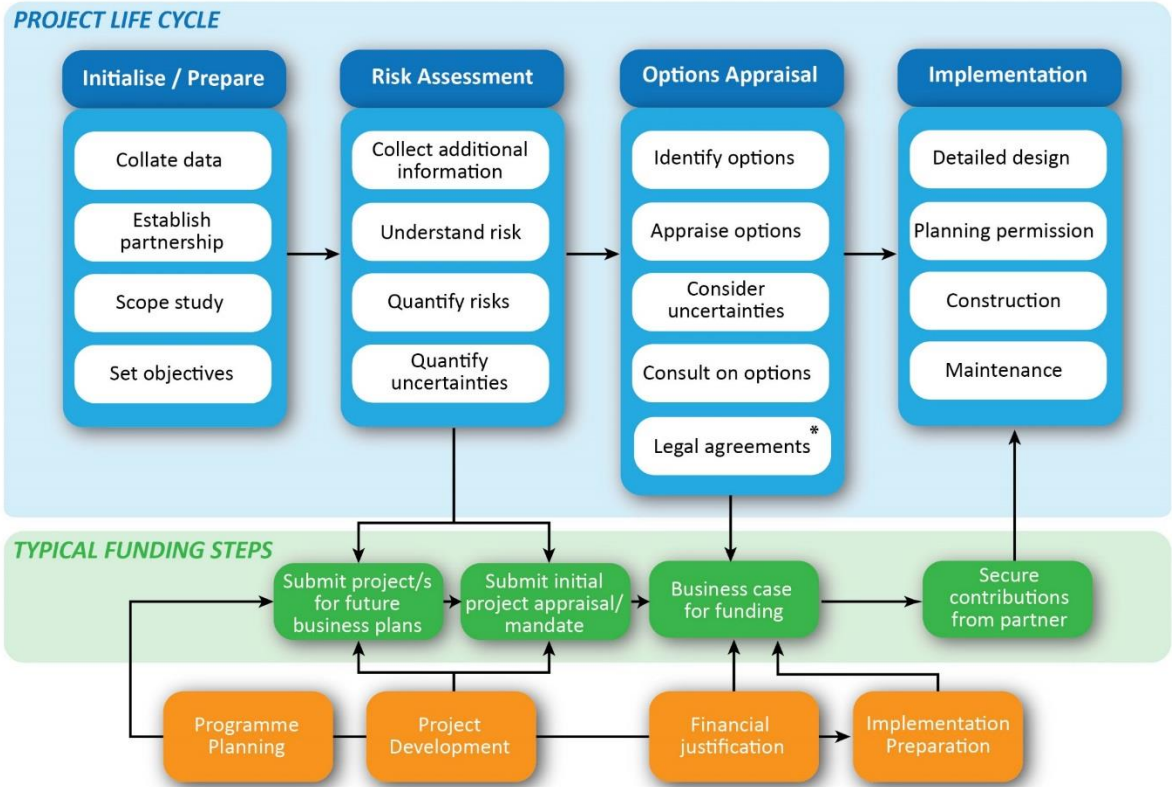 PROJECT LIFE CYCLE
Initialise / Prepare
Collate data
Establish
partnership
Scope study
Set objectives
Risk Assessment
Collect additional
information
Understand risk
Quantify risks
Quantify
uncertainties
Options Appraisal
Identify options
Appraise options
Consider
uncertainties
Consult on options
Legal agreements*
Implementation
Detailed design
Planning permission
Construction
Maintenance
TYPICAL FUNDING STEPS
Submit project/s
for future
business plans
Submit initial
project appraisal/
mandate
Business case
for funding
Secure
contributions
from partner
Programme
Planning
Project
Development
Financial
justification
Implementation
Preparation